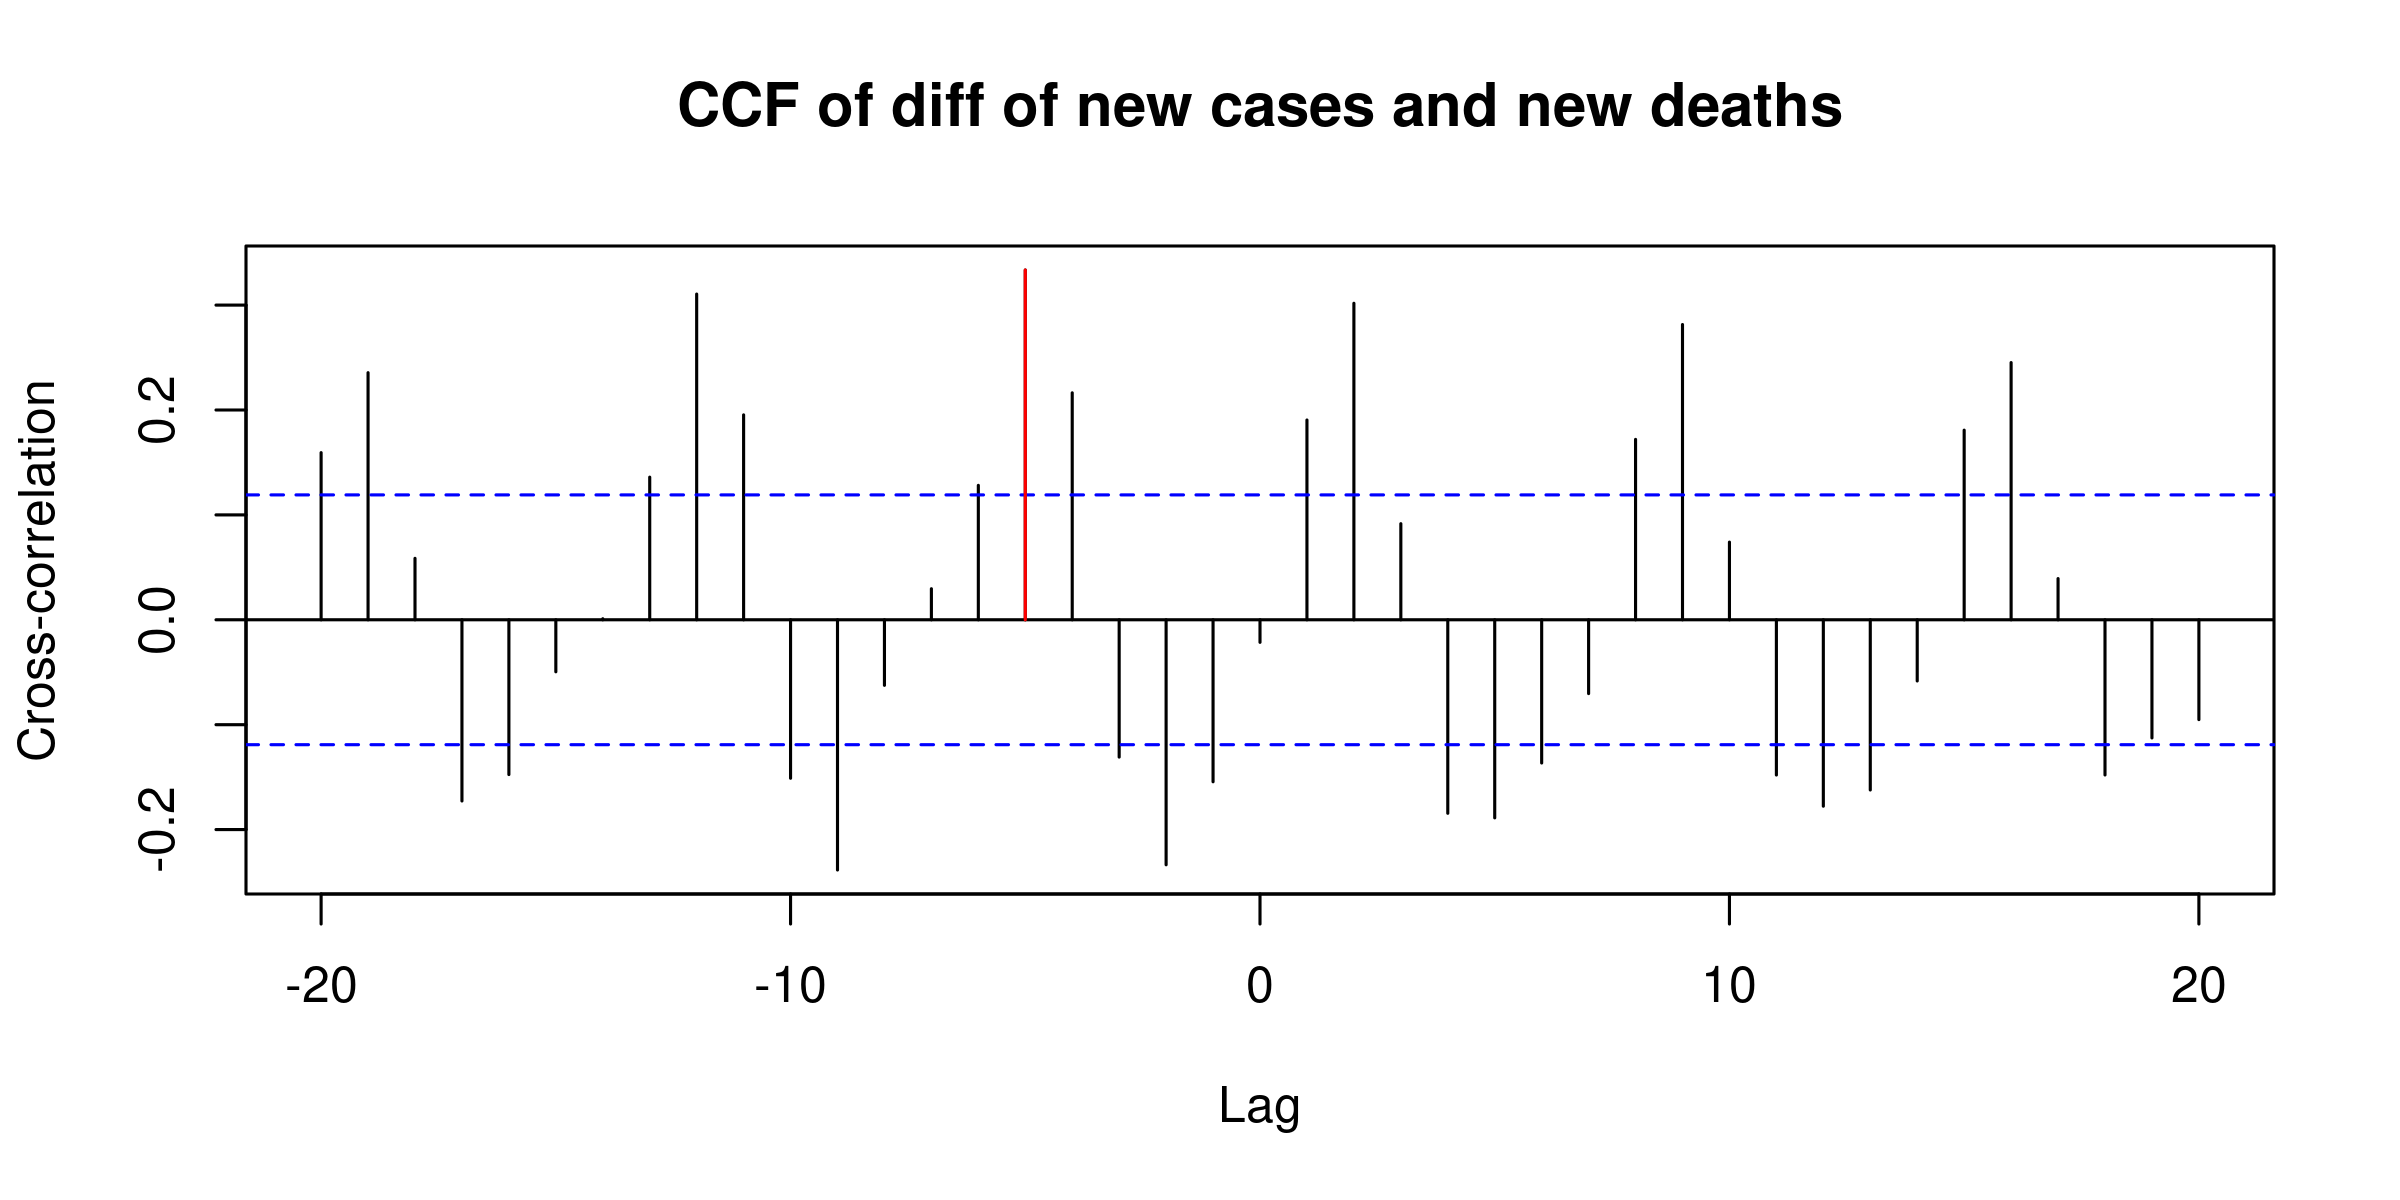 CCF of diff of new cases and new deaths
Cross-correlation
0.2
0.0
-0.2
-20 -10 0 10 20
Lag